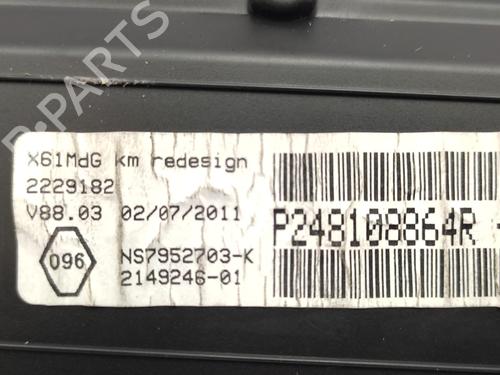 B-PARTS
X61MdG km redesign
2229182
V88.03 02/07/2011
P248108864R
096
NS7952703-K
2149246-01